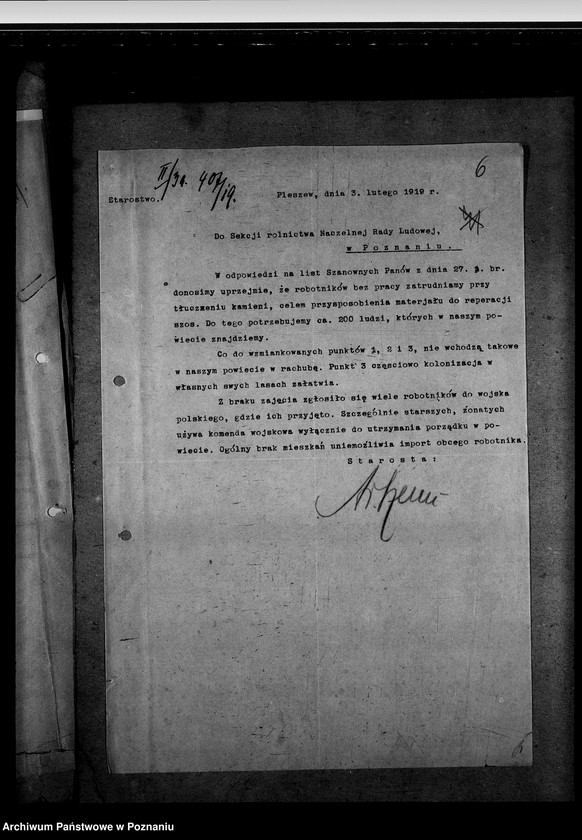 6
II/3a. 407/19.
Starostwo. Pleszew, dnia 3. lutego 1919 r.
Do Sekcji rolnictwa Naczelnej Rady Ludowej,
w Poznaniu.
W odpowiedzi na list Szanownych Panów z dnia 27. 1. br.
donosimy uprzejmie, że robotników bez pracy zatrudniamy przy
tłuczeniu kamieni, celem przysposobienia materjału do reperacji
szos. Do tego potrzebujemy ca. 200 ludzi, których w naszym po-
wiecie znajdziemy.
Co do wzmiankowanych punktów 1, 2 i 3, nie wchodzą takowe
w naszym powiecie w rachubę. Punkt 3 częściowo kolonizacja w
własnych swych lasach załatwia.
Z braku zajęcia zgłosiło się wiele robotników do wojska
polskiego, gdzie ich przyjęto. Szczególnie starszych, żonatych
używa komenda wojskowa wyłącznie do utrzymania porządku w po-
wiecie. Ogólny brak mieszkań uniemożliwia import obcego robotnika.
Starosta:
6
Archiwum Państwowe w Poznaniu